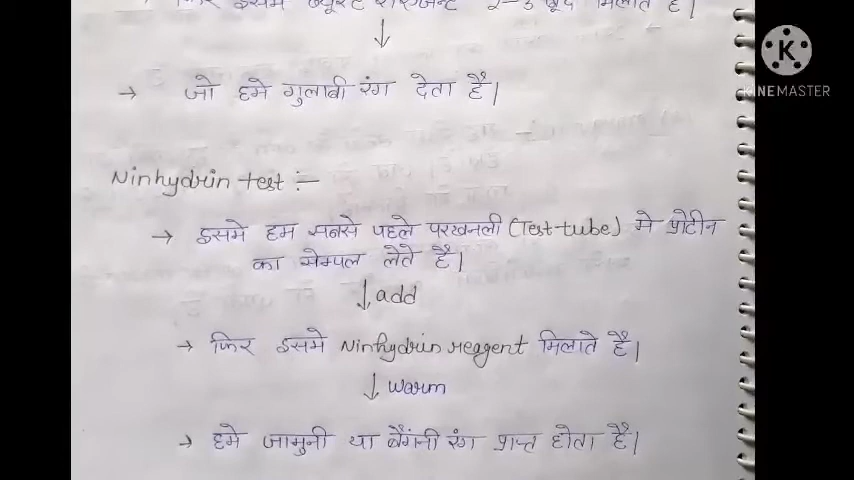 फिर इसमे ब्यूरेट रीएजेन्ट 2-3 बूंद मिलाते है।
↓
→ जो हमे गुलाबी रंग देता है।
Ninhydrin test :-
→ इसमे हम सबसे पहले परखनली (Test-tube) मे प्रोटीन
का सेम्पल लेते है।
↓ add
→ फिर इसमे Ninhydrin reagent मिलाते है।
↓ warm
→ हमे जामुनी या बैंगनी रंग प्राप्त होता है।
K
KINEMASTER